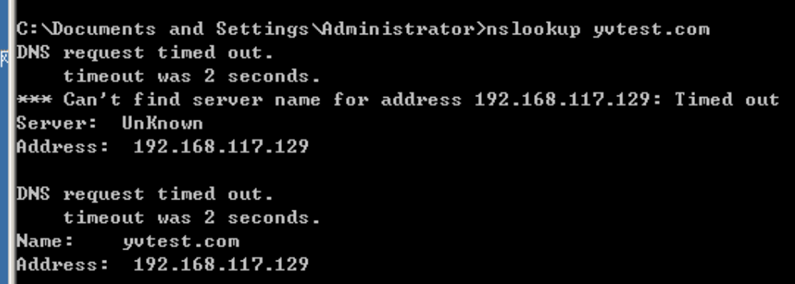 C:\Documents and Settings\Administrator>nslookup yvtest.com
DNS request timed out.
    timeout was 2 seconds.
*** Can't find server name for address 192.168.117.129: Timed out
Server:  UnKnown
Address:  192.168.117.129

DNS request timed out.
    timeout was 2 seconds.
Name:    yvtest.com
Address:  192.168.117.129